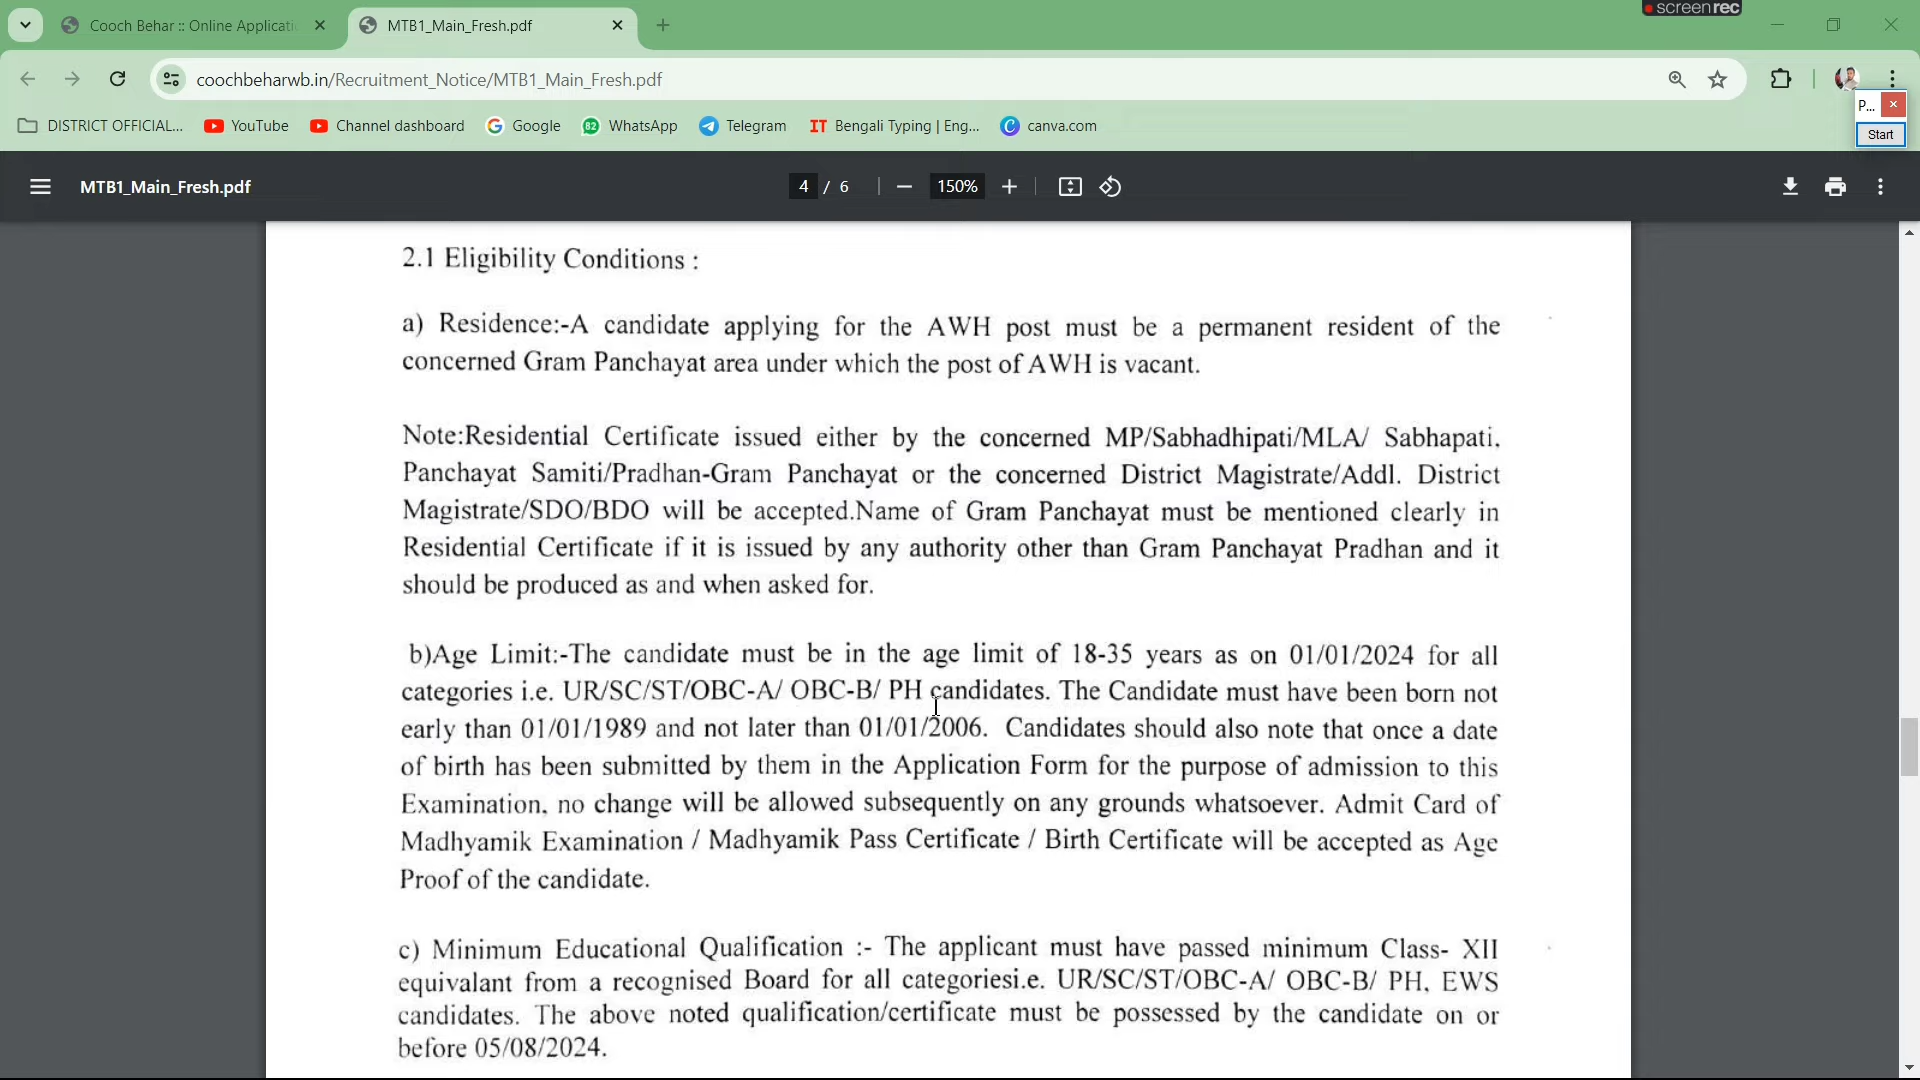 screenrec
Cooch Behar :: Online Applicati
MTB1_Main_Fresh.pdf
coochbeharwb.in/Recruitment_Notice/MTB1_Main_Fresh.pdf
P...
Start
DISTRICT OFFICIAL...
YouTube
Channel dashboard
Google
82
WhatsApp
Telegram
IT
Bengali Typing | Eng...
canva.com
MTB1_Main_Fresh.pdf
4 / 6
150%
2.1 Eligibility Conditions :
a) Residence:-A candidate applying for the AWH post must be a permanent resident of the
concerned Gram Panchayat area under which the post of AWH is vacant.
Note:Residential Certificate issued either by the concerned MP/Sabhadhipati/MLA/ Sabhapati,
Panchayat Samiti/Pradhan-Gram Panchayat or the concerned District Magistrate/Addl. District
Magistrate/SDO/BDO will be accepted.Name of Gram Panchayat must be mentioned clearly in
Residential Certificate if it is issued by any authority other than Gram Panchayat Pradhan and it
should be produced as and when asked for.
b)Age Limit:-The candidate must be in the age limit of 18-35 years as on 01/01/2024 for all
categories i.e. UR/SC/ST/OBC-A/ OBC-B/ PH candidates. The Candidate must have been born not
early than 01/01/1989 and not later than 01/01/2006. Candidates should also note that once a date
of birth has been submitted by them in the Application Form for the purpose of admission to this
Examination, no change will be allowed subsequently on any grounds whatsoever. Admit Card of
Madhyamik Examination / Madhyamik Pass Certificate / Birth Certificate will be accepted as Age
Proof of the candidate.
c) Minimum Educational Qualification :- The applicant must have passed minimum Class- XII
equivalant from a recognised Board for all categoriesi.e. UR/SC/ST/OBC-A/ OBC-B/ PH, EWS
candidates. The above noted qualification/certificate must be possessed by the candidate on or
before 05/08/2024.